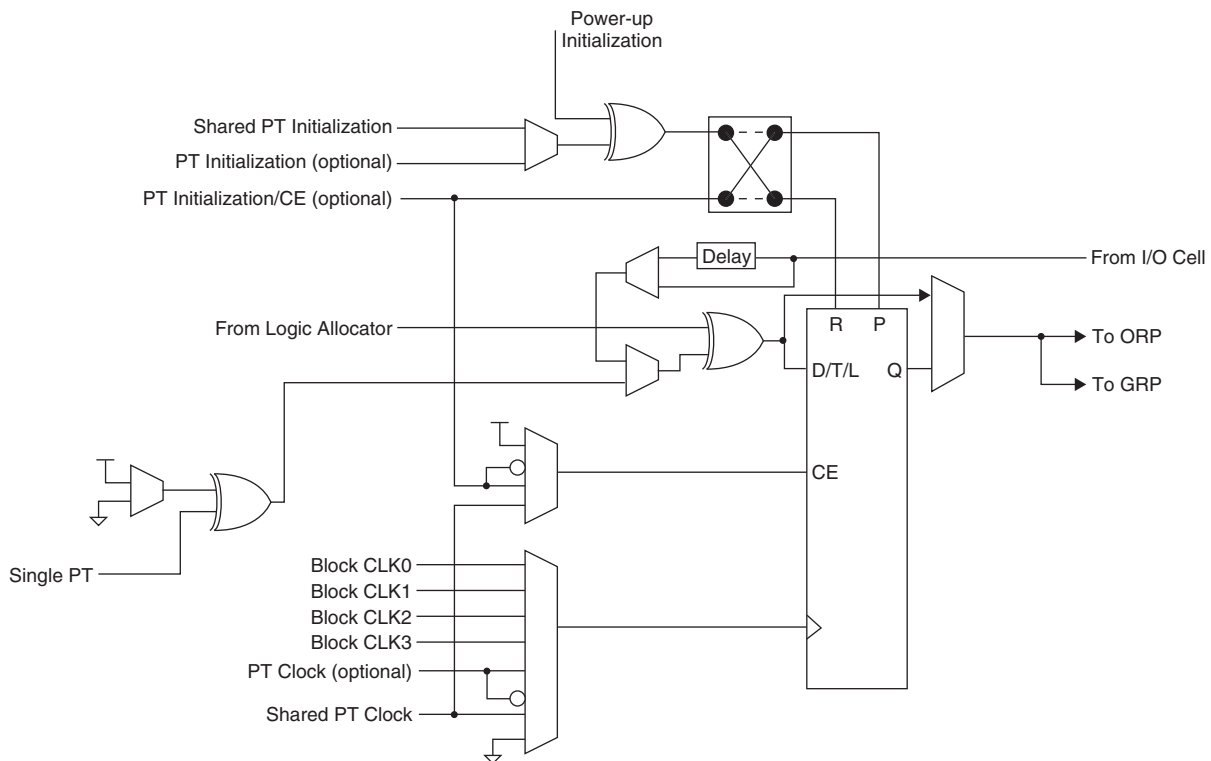 Power-up
Initialization
Shared PT Initialization
PT Initialization (optional)
PT Initialization/CE (optional)
Delay
From I/O Cell
From Logic Allocator
R
P
To ORP
D/T/L
Q
To GRP
CE
Single PT
Block CLK0
Block CLK1
Block CLK2
Block CLK3
PT Clock (optional)
Shared PT Clock